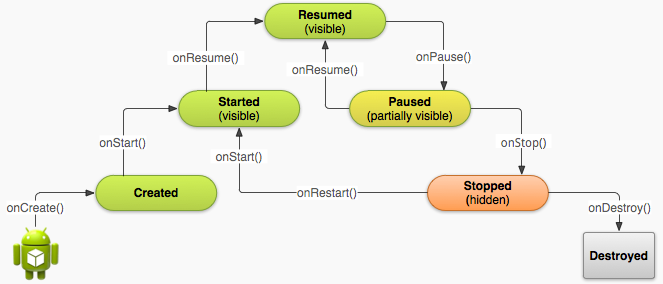 Resumed
(visible)
onResume()
onResume()
onPause()
Started
(visible)
Paused
(partially visible)
onStart()
onStart()
onStop()
Created
onRestart()
Stopped
(hidden)
onCreate()
onDestroy()
Destroyed